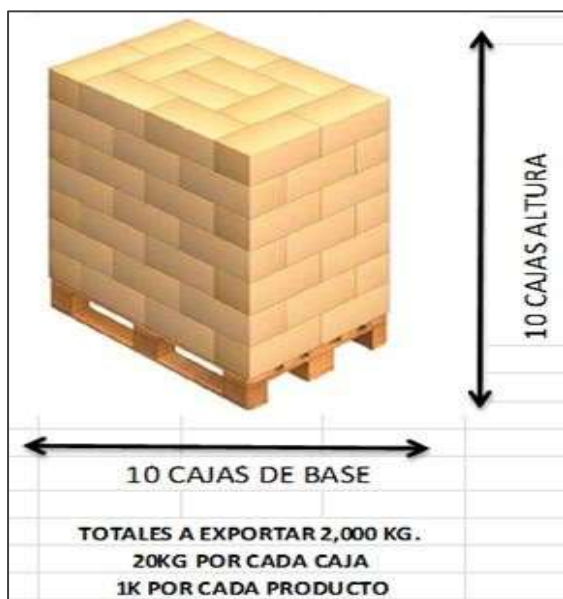 10 CAJAS ALTURA
10 CAJAS DE BASE
TOTALES A EXPORTAR 2,000 KG.
20KG POR CADA CAJA
1K POR CADA PRODUCTO